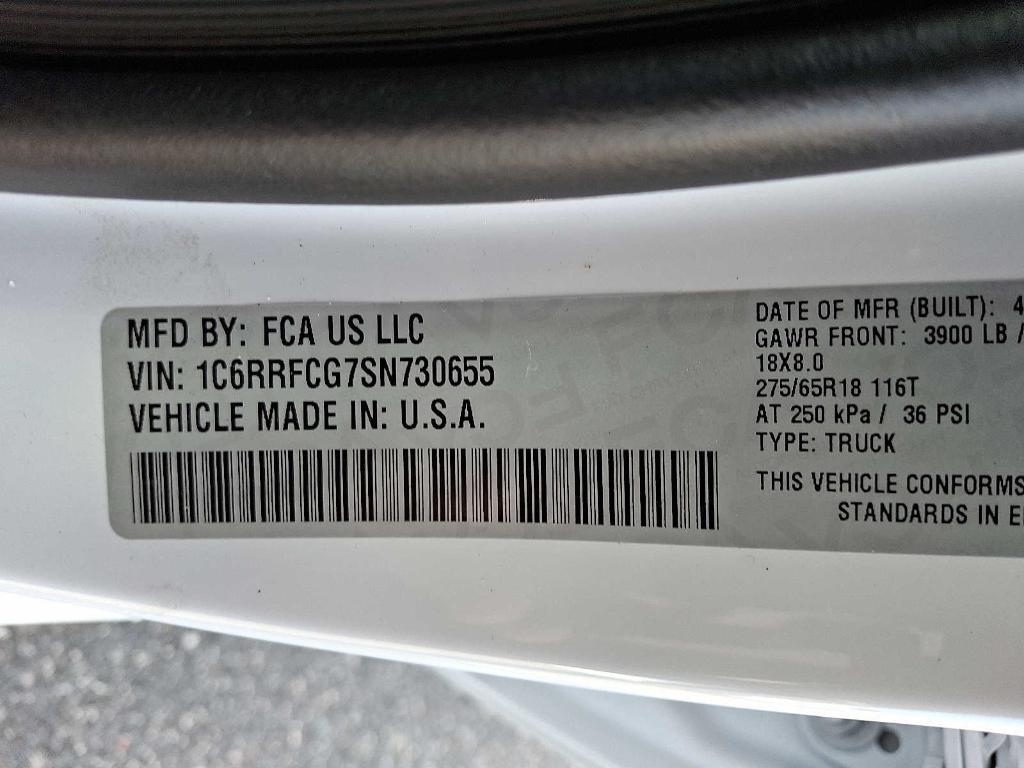 MFD BY: FCA US LLC
VIN: 1C6RRFCG7SN730655
VEHICLE MADE IN: U.S.A.
DATE OF MFR (BUILT): 4
GAWR FRONT: 3900 LB /
18X8.0
275/65R18 116T
AT 250 kPa / 36 PSI
TYPE: TRUCK
THIS VEHICLE CONFORMS
STANDARDS IN